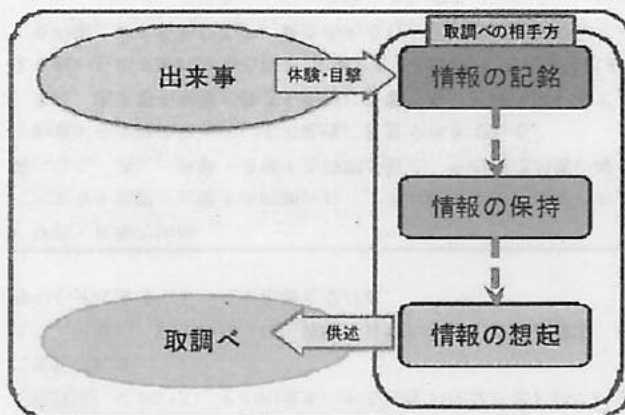 取調べの相手方
出来事
体験・目撃
情報の記銘
情報の保持
情報の想起
供述
取調べ